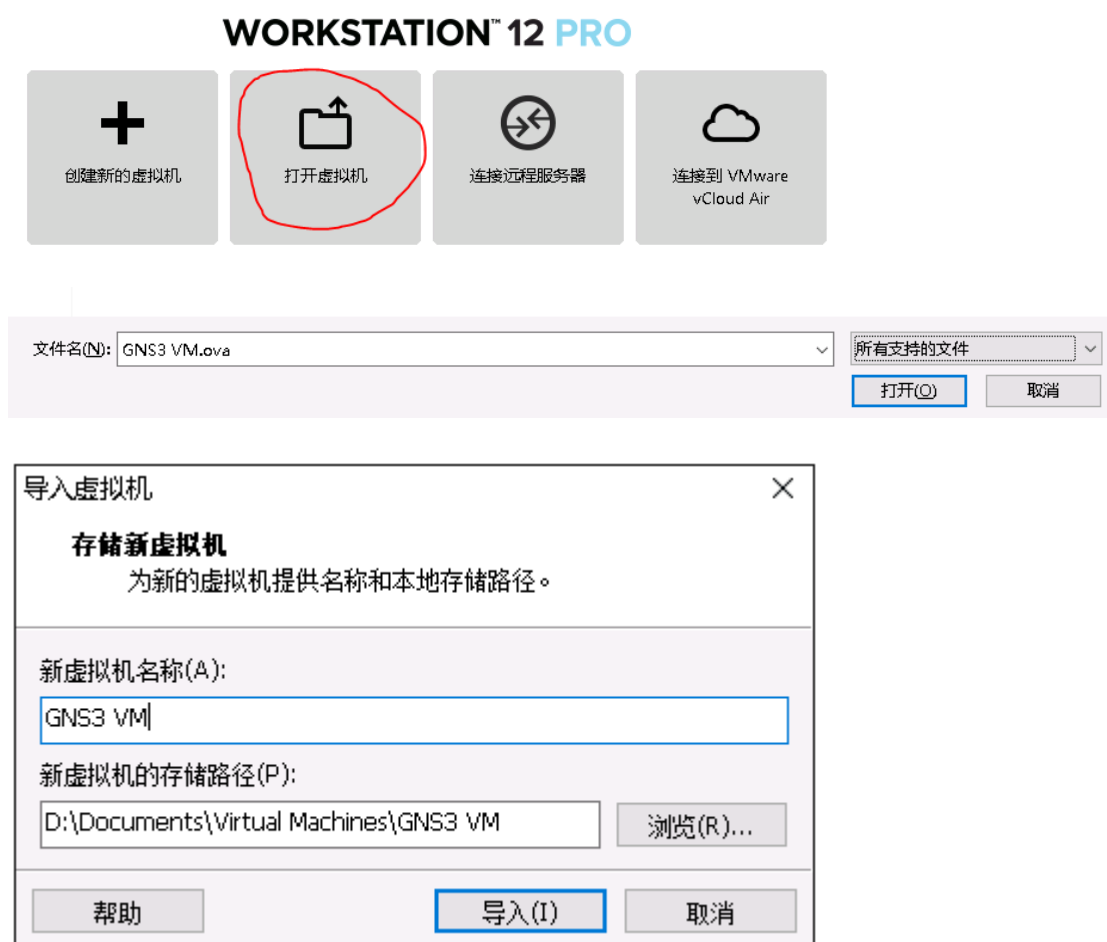 WORKSTATION™ 12 PRO
创建新的虚拟机
打开虚拟机
连接远程服务器
连接到 VMware
vCloud Air
文件名(N): GNS3 VM.ova
所有支持的文件
打开(O)
取消
导入虚拟机
存储新虚拟机
为新的虚拟机提供名称和本地存储路径。
新虚拟机名称(A):
GNS3 VM
新虚拟机的存储路径(P):
D:\Documents\Virtual Machines\GNS3 VM
浏览(R)...
帮助
导入(I)
取消